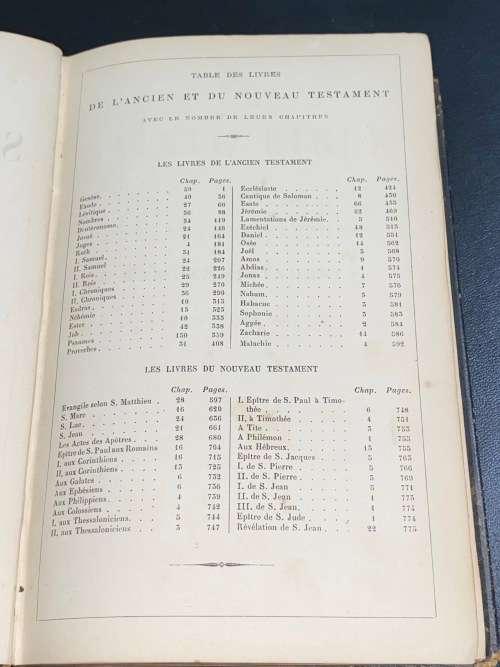 TABLE DES LIVRES
DE L'ANCIEN ET DU NOUVEAU TESTAMENT
AVEC LE NOMBRE DE LEURS CHAPITRES
LES LIVRES DE L'ANCIEN TESTAMENT
Chap. Pages.
Genèse. 50 1
Exode 40
Lévitique 27
Nombres 36 88
Deutéronome 34 119
Josué 24 148
Juges 21 164
Ruth 4 181
I. Samuel 31 184
II. Samuel 24 207
I. Rois 22 226
II. Rois 25 249
I. Chroniques 29 270
II. Chroniques 36 290
Esdras 10
Néhémie 13 323
Ester 10 333
Job 42 338
Psaumes 150 359
Proverbes 31 408
Chap. Pages.
Ecclésiaste 12 424
Cantique de Salomon 8 430
Esaïe 66 433
Jérémie 52 469
Lamentations de Jérémie. 5 510
Ezéchiel 48 515
Daniel 12 551
Osée 14 562
Joël 3 568
Amos 9 570
Abdias 1 574
Jonas 4 575
Michée 7 576
Nahum 3 579
Habacuc 3 581
Sophonie 3 583
Aggée 2 584
Zacharie 14 586
Malachie 4 592
LES LIVRES DU NOUVEAU TESTAMENT
Chap. Pages.
Evangile selon S. Matthieu 28 597
S. Marc 16 620
S. Luc 24 636
S. Jean 21 661
Les Actes des Apôtres 28 680
Epître de S. Paul aux Romains 16 704
I, aux Corinthiens 16 715
II, aux Corinthiens 13 725
Aux Galates 6 732
Aux Ephésiens 6 736
Aux Philippiens 4 739
Aux Colossiens 4 742
I, aux Thessaloniciens 5 744
II, aux Thessaloniciens 3 747
Chap. Pages.
I. Epître de S. Paul à Timo-
thée 6 748
II, à Timothée 4 751
A Tite 3 753
A Philémon 1 755
Aux Hébreux 13 755
Epître de S. Jacques 5 763
I. de S. Pierre 5 766
II. de S. Pierre 3 769
I. de S. Jean 5 771
II. de S. Jean 1 773
III. de S. Jean 1 774
Epître de S. Jude 1 774
Révélation de S. Jean 22 775